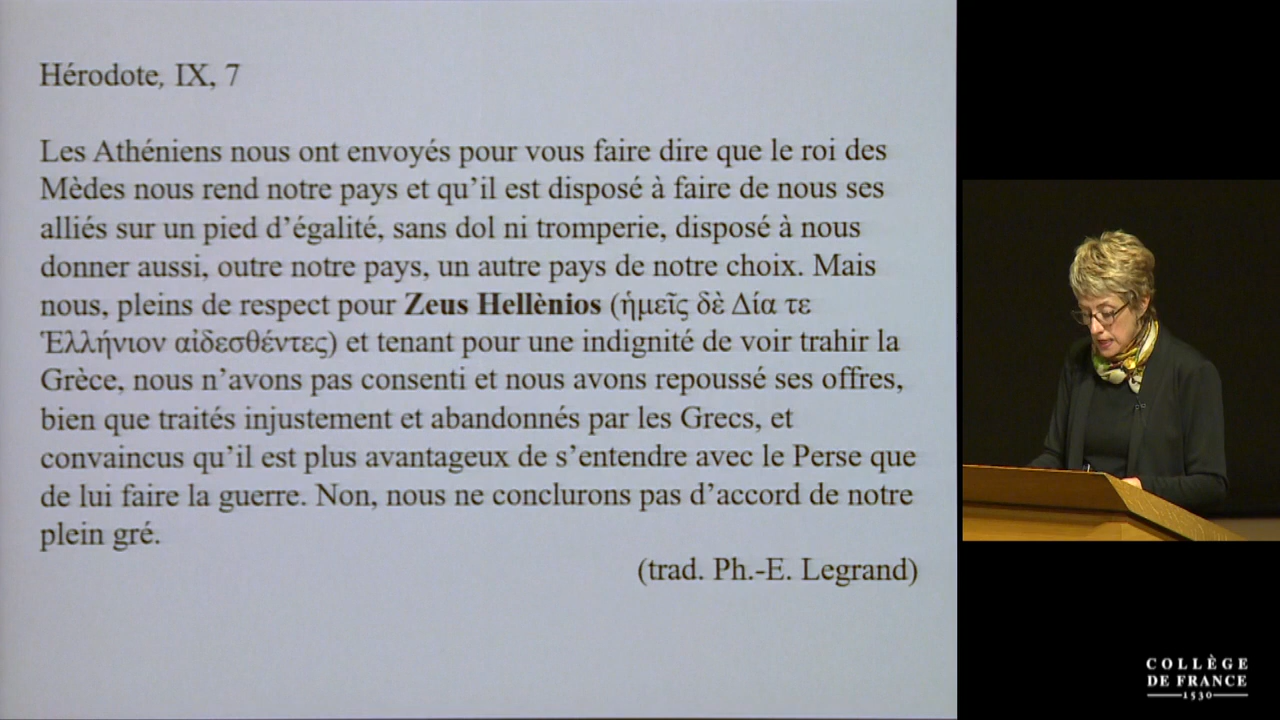 Hérodote, IX, 7
Les Athéniens nous ont envoyés pour vous faire dire que le roi des
Mèdes nous rend notre pays et qu’il est disposé à faire de nous ses
alliés sur un pied d’égalité, sans dol ni tromperie, disposé à nous
donner aussi, outre notre pays, un autre pays de notre choix. Mais
nous, pleins de respect pour Zeus Hellènios (ἡμεῖς δὲ Δία τε
Ἑλλήνιον αἰδεσθέντες) et tenant pour une indignité de voir trahir la
Grèce, nous n’avons pas consenti et nous avons repoussé ses offres,
bien que traités injustement et abandonnés par les Grecs, et
convaincus qu’il est plus avantageux de s’entendre avec le Perse que
de lui faire la guerre. Non, nous ne conclurons pas d’accord de notre
plein gré.
(trad. Ph.-E. Legrand)
COLLÈGE
DE FRANCE
1530